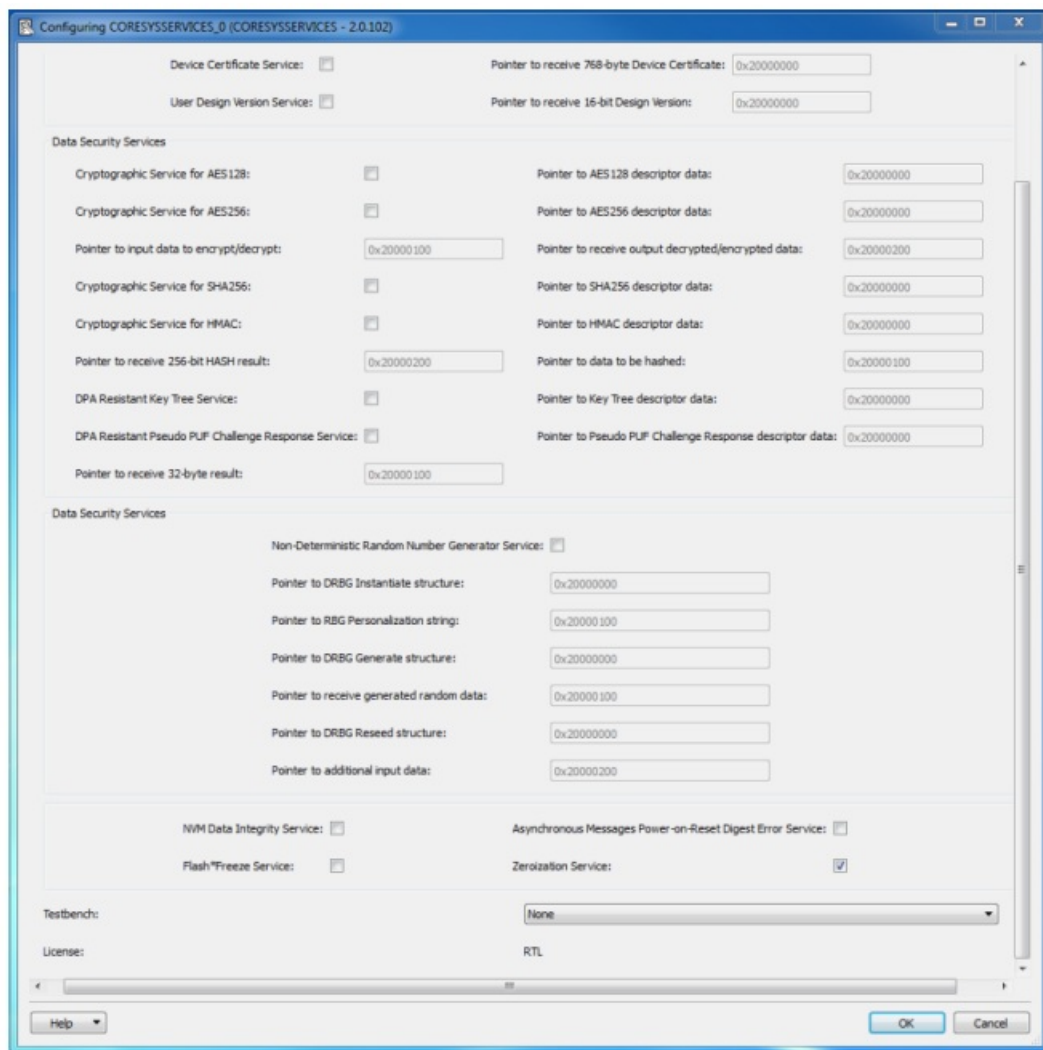 Configuring CORESYSSERVICES_0 (CORESYSSERVICES - 2.0.102)
Device Certificate Service: Pointer to receive 768-byte Device Certificate: 0x20000000
User Design Version Service: Pointer to receive 16-bit Design Version: 0x20000000
Data Security Services
Cryptographic Service for AES128: Pointer to AES128 descriptor data: 0x20000000
Cryptographic Service for AES256: Pointer to AES256 descriptor data: 0x20000000
Pointer to input data to encrypt/decrypt: 0x20000100 Pointer to receive output decrypted/encrypted data: 0x20000200
Cryptographic Service for SHA256: Pointer to SHA256 descriptor data: 0x20000000
Cryptographic Service for HMAC: Pointer to HMAC descriptor data: 0x20000000
Pointer to receive 256-bit HASH result: 0x20000200 Pointer to data to be hashed: 0x20000100
DPA Resistant Key Tree Service: Pointer to Key Tree descriptor data: 0x20000000
DPA Resistant Pseudo PUF Challenge Response Service: Pointer to Pseudo PUF Challenge Response descriptor data: 0x20000000
Pointer to receive 32-byte result: 0x20000100
Data Security Services
Non-Deterministic Random Number Generator Service:
Pointer to DRBG Instantiate structure: 0x20000000
Pointer to RBG Personalization string: 0x20000100
Pointer to DRBG Generate structure: 0x20000000
Pointer to receive generated random data: 0x20000100
Pointer to DRBG Reseed structure: 0x20000000
Pointer to additional input data: 0x20000200
NVM Data Integrity Service: Asynchronous Messages Power-on-Reset Digest Error Service:
Flash*Freeze Service: Zeroization Service:
Testbench: None
License: RTL
Help OK Cancel